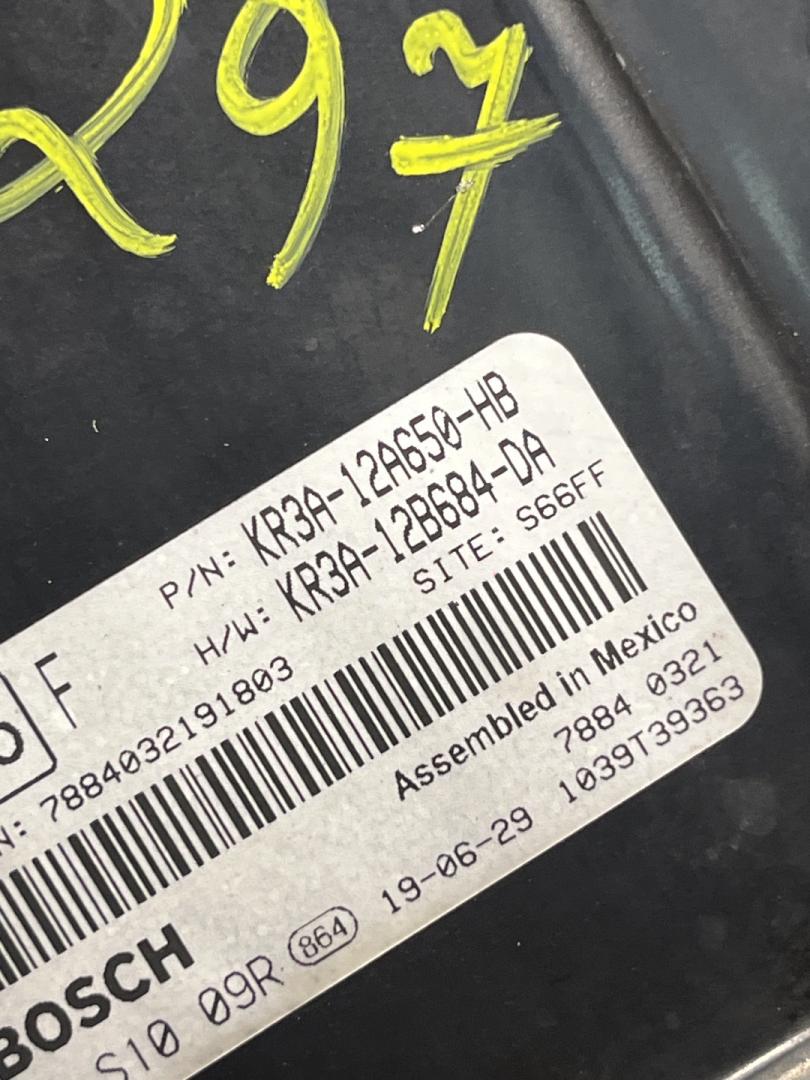 297
P/N: KR3A-12A650-HB
H/W: KR3A-12B684-DA
SITE: S66FF
F
N: 7884032191803
Assembled in Mexico
7884 0321
19-06-29 1039T39363
BOSCH
S10 09R 864